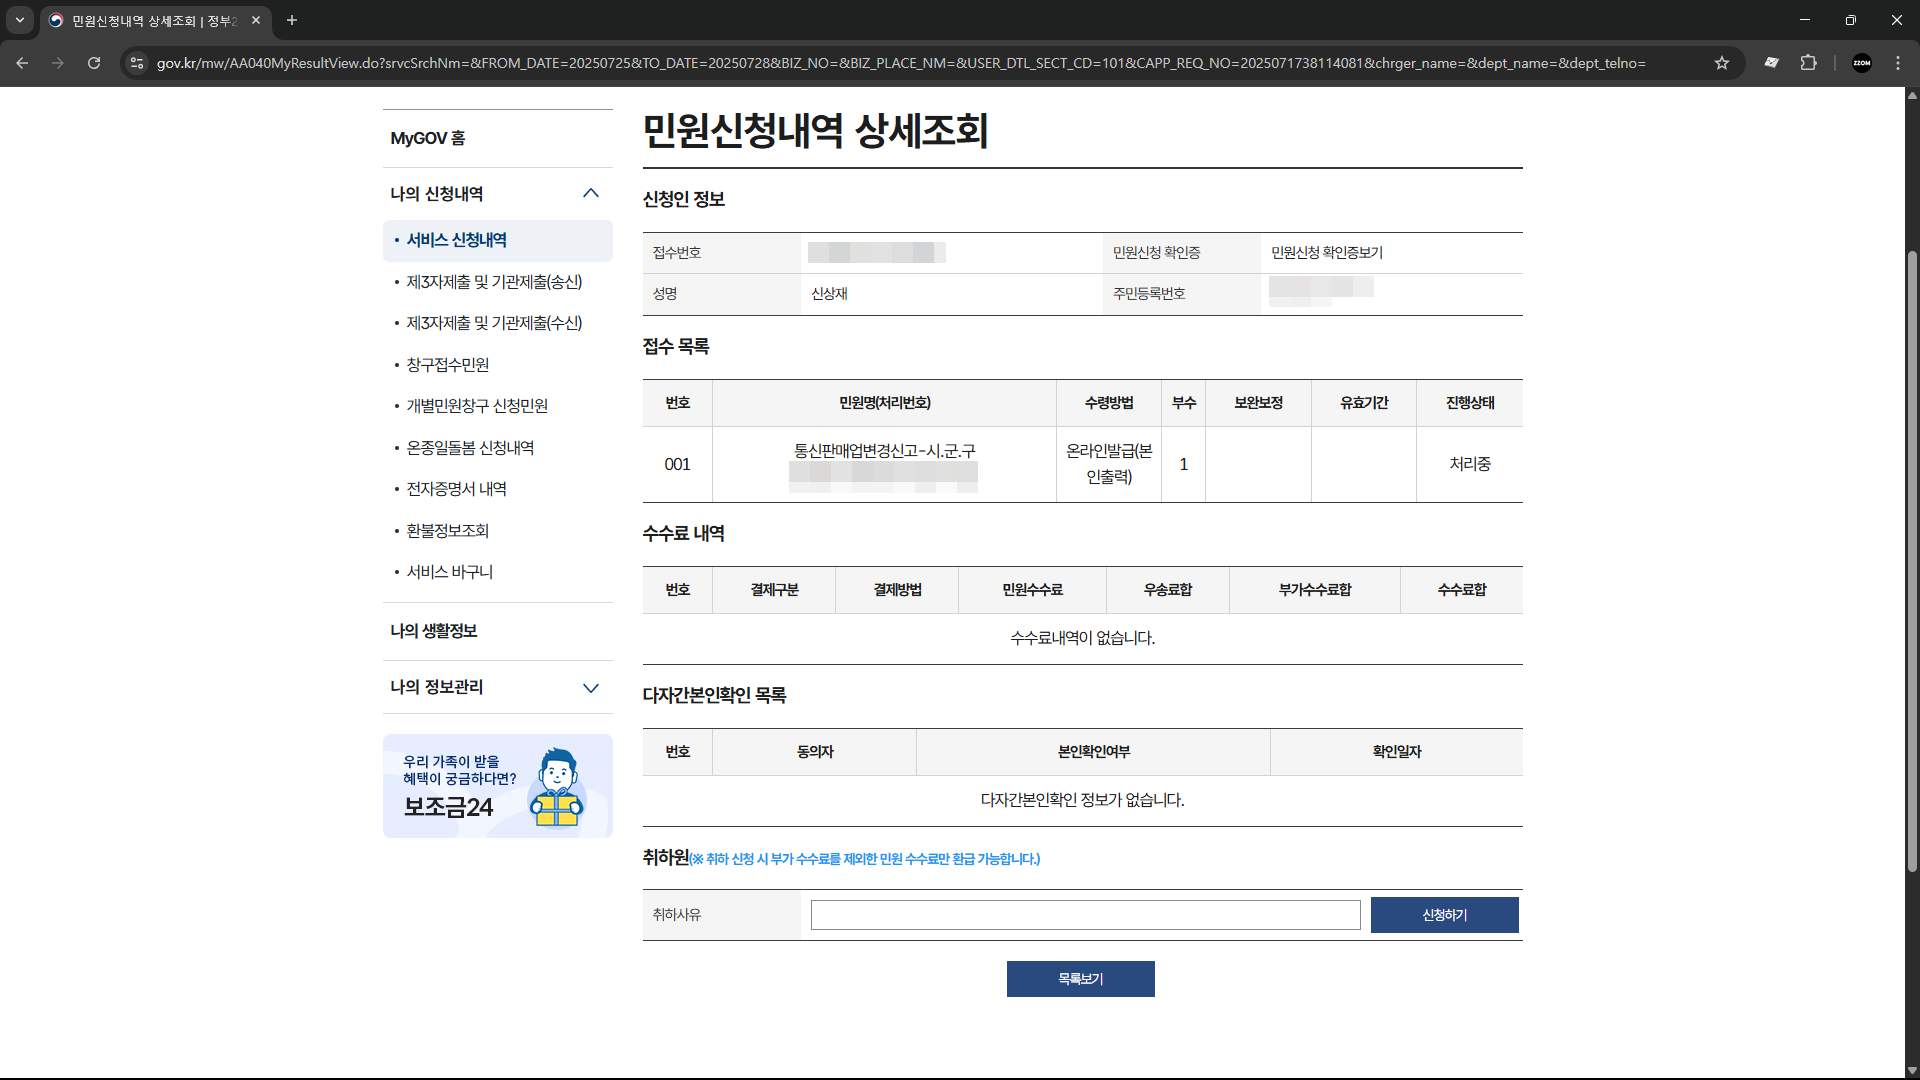 민원신청내역 상세조회 | 정부2
gov.kr/mw/AA040MyResultView.do?srvcSrchNm=&FROM_DATE=20250725&TO_DATE=20250728&BIZ_NO=&BIZ_PLACE_NM=&USER_DTL_SECT_CD=101&CAPP_REQ_NO=2025071738114081&chrger_name=&dept_name=&dept_telno=
ZZOM
MyGOV 홈
나의 신청내역
서비스 신청내역
제3자제출 및 기관제출(송신)
제3자제출 및 기관제출(수신)
창구접수민원
개별민원창구 신청민원
온종일돌봄 신청내역
전자증명서 내역
환불정보조회
서비스 바구니
나의 생활정보
나의 정보관리
우리 가족이 받을
혜택이 궁금하다면?
보조금24
민원신청내역 상세조회
신청인 정보
접수번호 민원신청 확인증 민원신청 확인증보기
성명 신상재 주민등록번호
접수 목록
번호 민원명(처리번호) 수령방법 부수 보완보정 유효기간 진행상태
001 통신판매업변경신고-시.군.구 온라인발급(본인출력) 1 처리중
수수료 내역
번호 결제구분 결제방법 민원수수료 우송료합 부가수수료합 수수료합
수수료내역이 없습니다.
다자간본인확인 목록
번호 동의자 본인확인여부 확인일자
다자간본인확인 정보가 없습니다.
취하원(※ 취하 신청 시 부가 수수료를 제외한 민원 수수료만 환급 가능합니다.)
취하사유 신청하기
목록보기